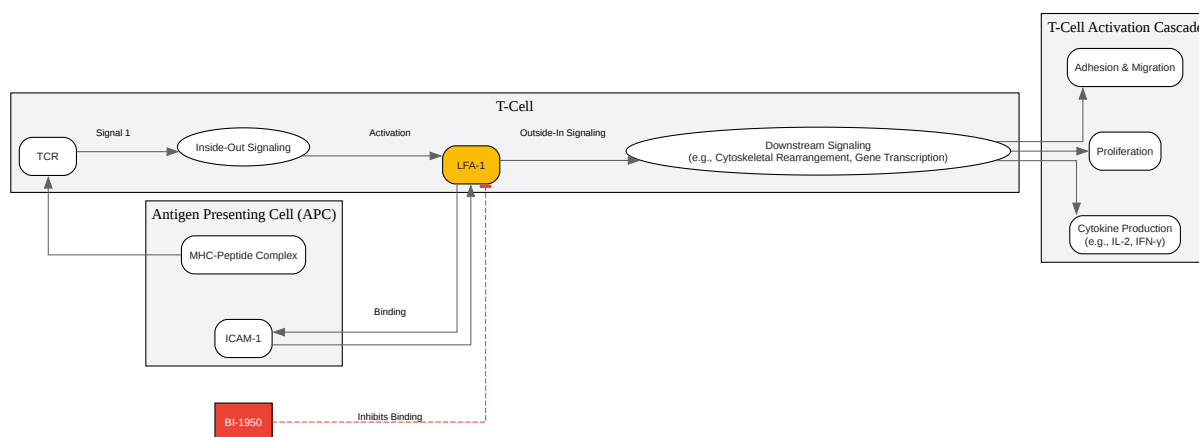 T-Cell Activation Cascade
Adhesion & Migration
T-Cell
Signal 1
Activation
Outside-In Signaling
TCR
Inside-Out Signaling
LFA-1
Downstream Signaling
(e.g., Cytoskeletal Rearrangement, Gene Transcription)
Proliferation
Antigen Presenting Cell (APC)
MHC-Peptide Complex
Cytokine Production
(e.g., IL-2, IFN-γ)
Binding
ICAM-1
BI-1950
Inhibits Binding